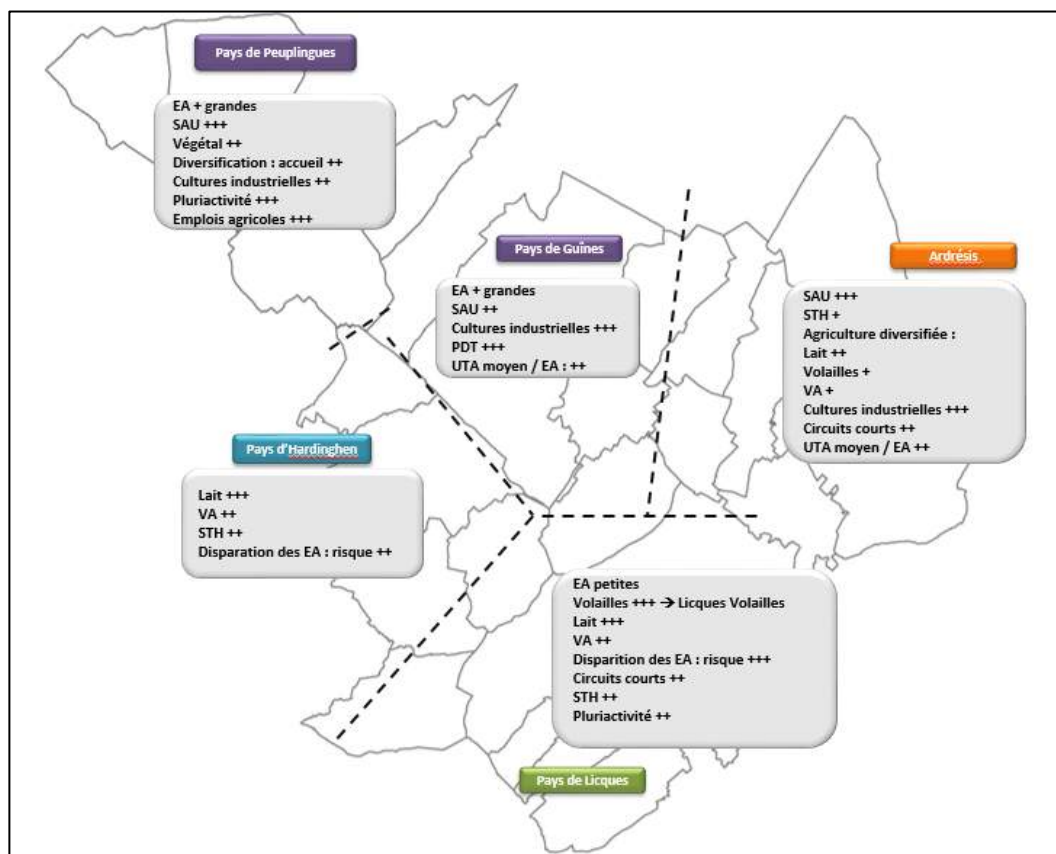 Pays de Peuplingues
EA + grandes
SAU +++
Végétal ++
Diversification : accueil ++
Cultures industrielles ++
Pluriactivité +++
Emplois agricoles +++
Pays de Guînes
EA + grandes
SAU ++
Cultures industrielles +++
PDT +++
UTA moyen / EA : ++
Ardrésis
SAU +++
STH +
Agriculture diversifiée :
Lait ++
Volailles +
VA +
Cultures industrielles +++
Circuits courts ++
UTA moyen / EA ++
Pays d'Hardinghen
Lait +++
VA ++
STH ++
Disparation des EA : risque ++
EA petites
Volailles +++ → Licques Volailles
Lait +++
VA ++
Disparition des EA : risque +++
Circuits courts ++
STH ++
Pluriactivité ++
Pays de Licques